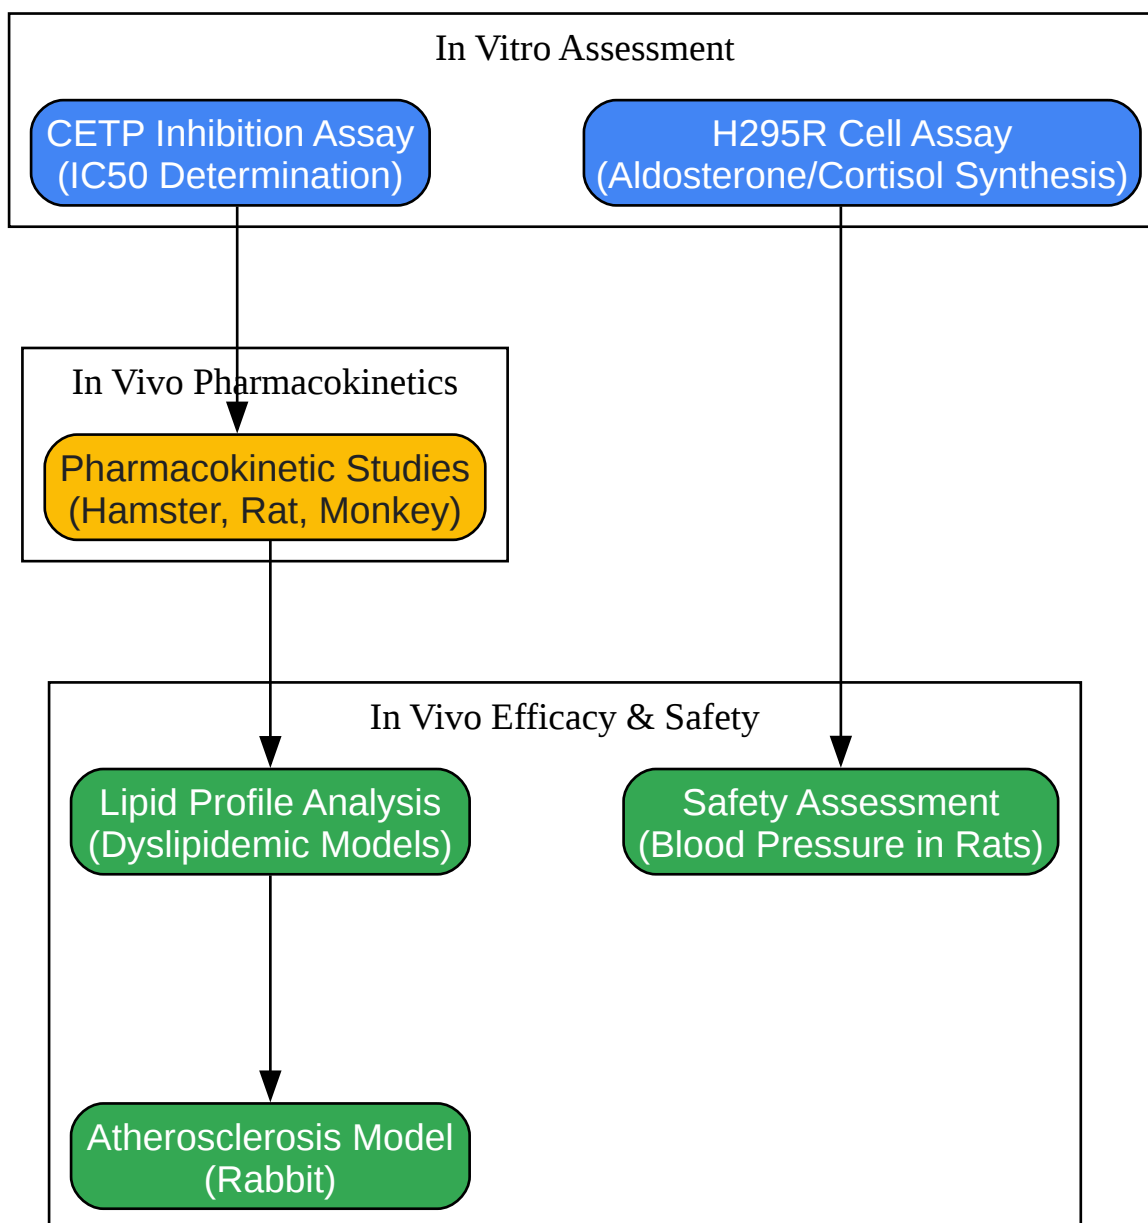 In Vitro Assessment
CETP Inhibition Assay
(IC50 Determination)
H295R Cell Assay
(Aldosterone/Cortisol Synthesis)
In Vivo Pharmacokinetics
Pharmacokinetic Studies
(Hamster, Rat, Monkey)
In Vivo Efficacy & Safety
Lipid Profile Analysis
(Dyslipidemic Models)
Safety Assessment
(Blood Pressure in Rats)
Atherosclerosis Model
(Rabbit)